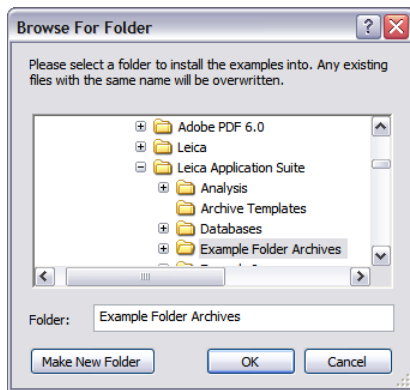 Browse For Folder
Please select a folder to install the examples into. Any existing
files with the same name will be overwritten.
Adobe PDF 6.0
Leica
Leica Application Suite
Analysis
Archive Templates
Databases
Example Folder Archives
Folder: Example Folder Archives
Make New Folder OK Cancel